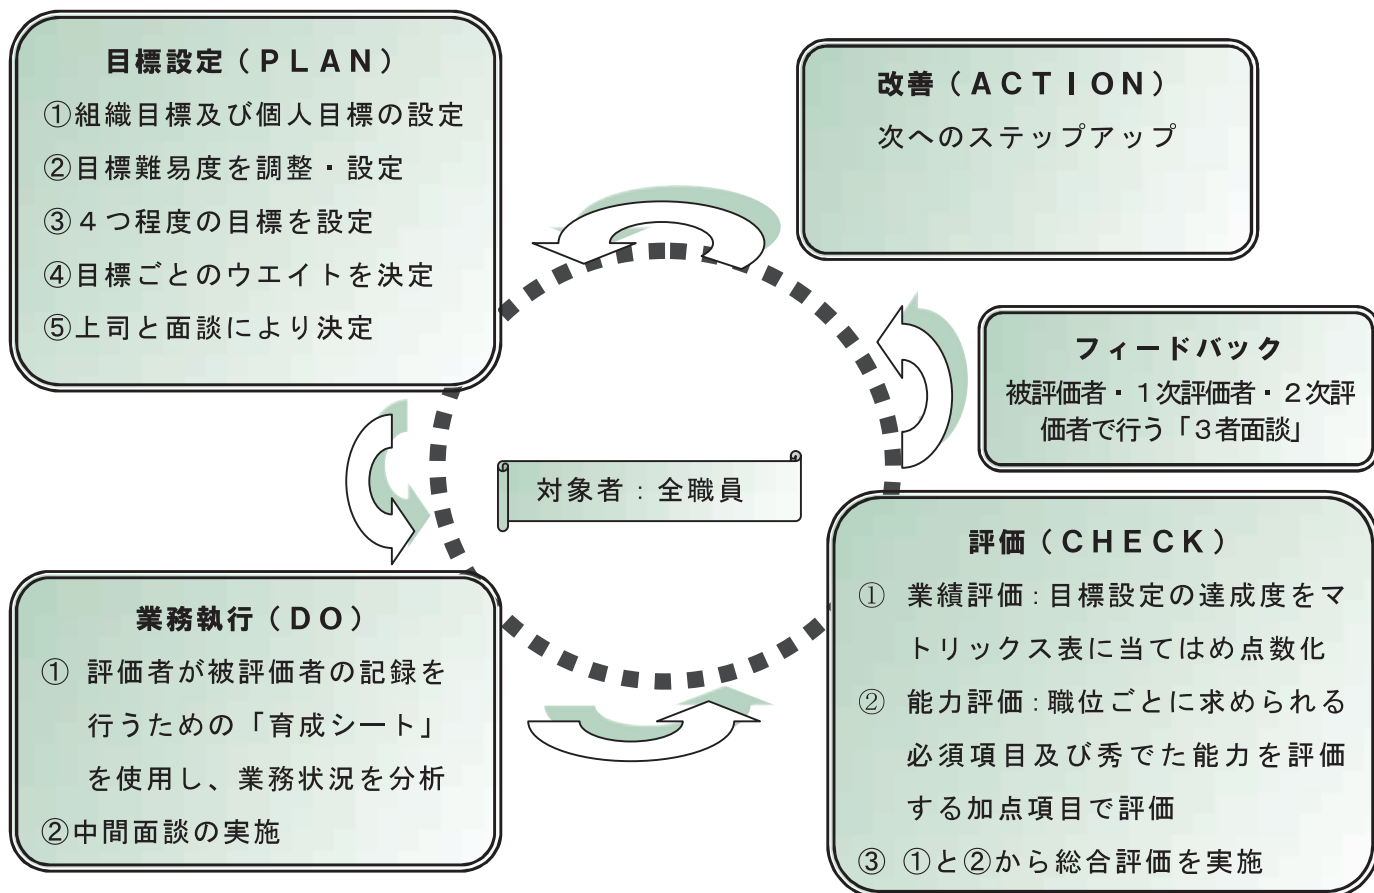 目標設定（ＰＬＡＮ）
①組織目標及び個人目標の設定
②目標難易度を調整・設定
③４つ程度の目標を設定
④目標ごとのウエイトを決定
⑤上司と面談により決定
改善（ＡＣＴＩＯＮ）
次へのステップアップ
フィードバック
被評価者・１次評価者・２次評
価者で行う「３者面談」
対象者：全職員
業務執行（ＤＯ）
① 評価者が被評価者の記録を
行うための「育成シート」
を使用し、業務状況を分析
②中間面談の実施
評価（ＣＨＥＣＫ）
① 業績評価：目標設定の達成度をマ
トリックス表に当てはめ点数化
② 能力評価：職位ごとに求められる
必須項目及び秀でた能力を評価
する加点項目で評価
③ ①と②から総合評価を実施